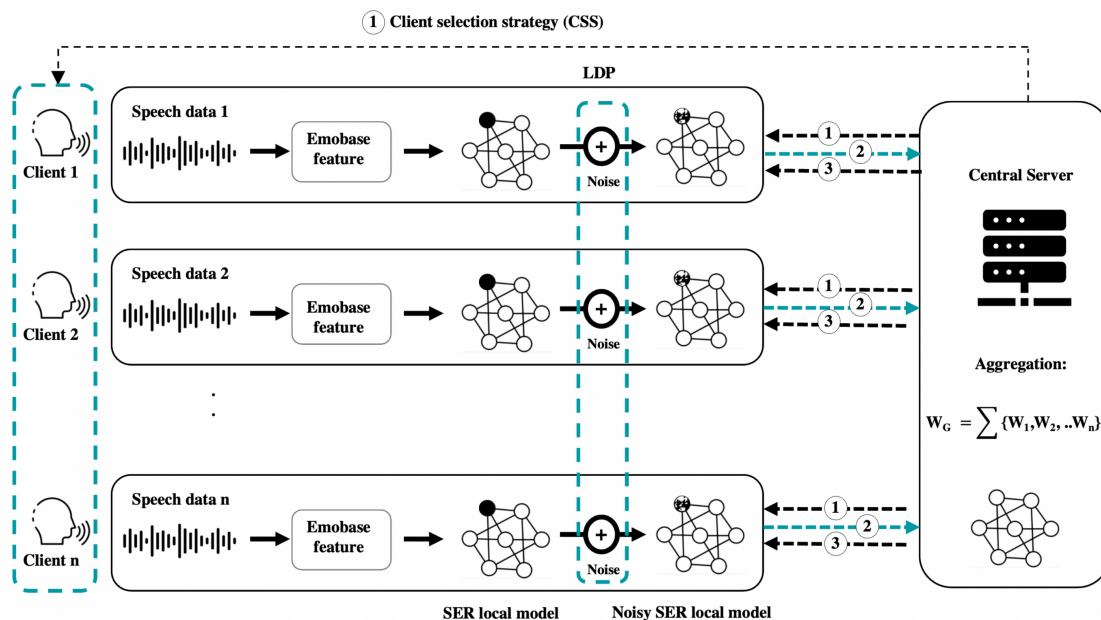 1 Client selection strategy (CSS)
LDP
Client 1
Speech data 1
Emobase
feature
+
Noise
1
2
3
Central Server
Client 2
Speech data 2
Emobase
feature
+
Noise
1
2
3
Aggregation:
W_G = ∑ {W₁,W₂, ..Wₙ}
.
.
Client n
Speech data n
Emobase
feature
+
Noise
1
2
3
SER local model
Noisy SER local model